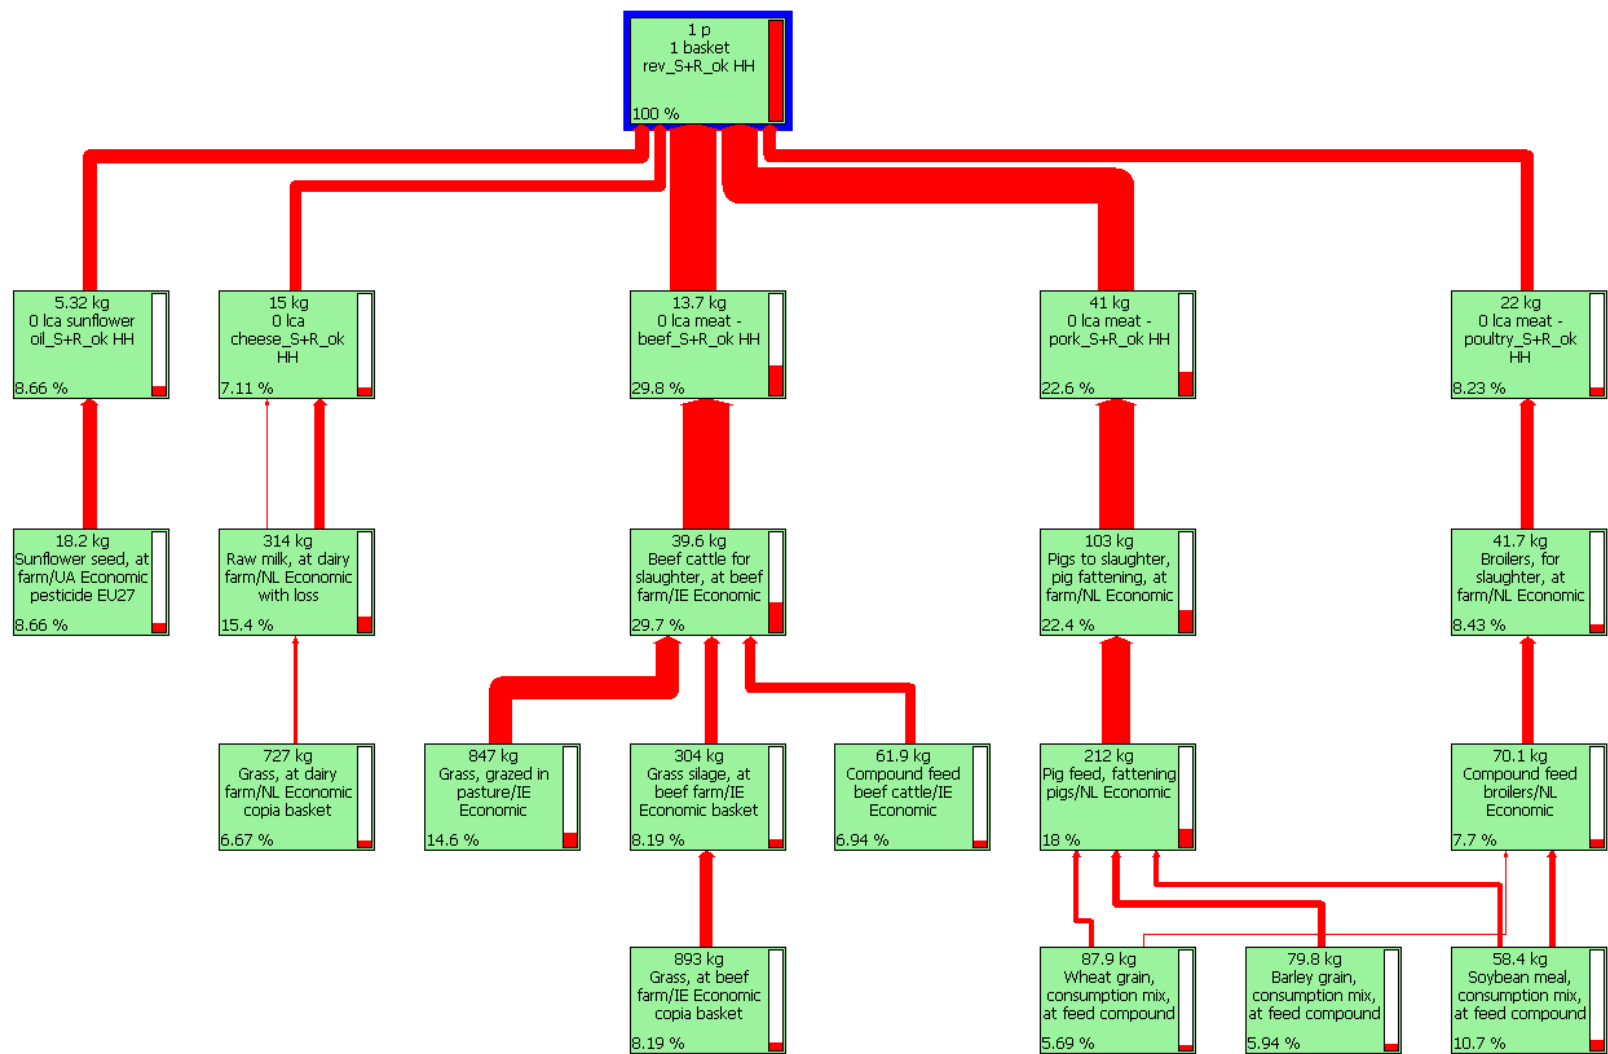 1 p
1 basket
rev_S+R_ok HH
100 %
5.32 kg
0 lca sunflower
oil_S+R_ok HH
8.66 %
15 kg
0 lca
cheese_S+R_ok
HH
7.11 %
13.7 kg
0 lca meat -
beef_S+R_ok HH
29.8 %
41 kg
0 lca meat -
pork_S+R_ok HH
22.6 %
22 kg
0 lca meat -
poultry_S+R_ok
HH
8.23 %
18.2 kg
Sunflower seed, at
farm/UA Economic
pesticide EU27
8.66 %
314 kg
Raw milk, at dairy
farm/NL Economic
with loss
15.4 %
39.6 kg
Beef cattle for
slaughter, at beef
farm/IE Economic
29.7 %
103 kg
Pigs to slaughter,
pig fattening, at
farm/NL Economic
22.4 %
41.7 kg
Broilers, for
slaughter, at
farm/NL Economic
8.43 %
727 kg
Grass, at dairy
farm/NL Economic
copia basket
6.67 %
847 kg
Grass, grazed in
pasture/IE
Economic
14.6 %
304 kg
Grass silage, at
beef farm/IE
Economic basket
8.19 %
61.9 kg
Compound feed
beef cattle/IE
Economic
6.94 %
212 kg
Pig feed, fattening
pigs/NL Economic
18 %
70.1 kg
Compound feed
broilers/NL
Economic
7.7 %
893 kg
Grass, at beef
farm/IE Economic
copia basket
8.19 %
87.9 kg
Wheat grain,
consumption mix,
at feed compound
5.69 %
79.8 kg
Barley grain,
consumption mix,
at feed compound
5.94 %
58.4 kg
Soybean meal,
consumption mix,
at feed compound
10.7 %